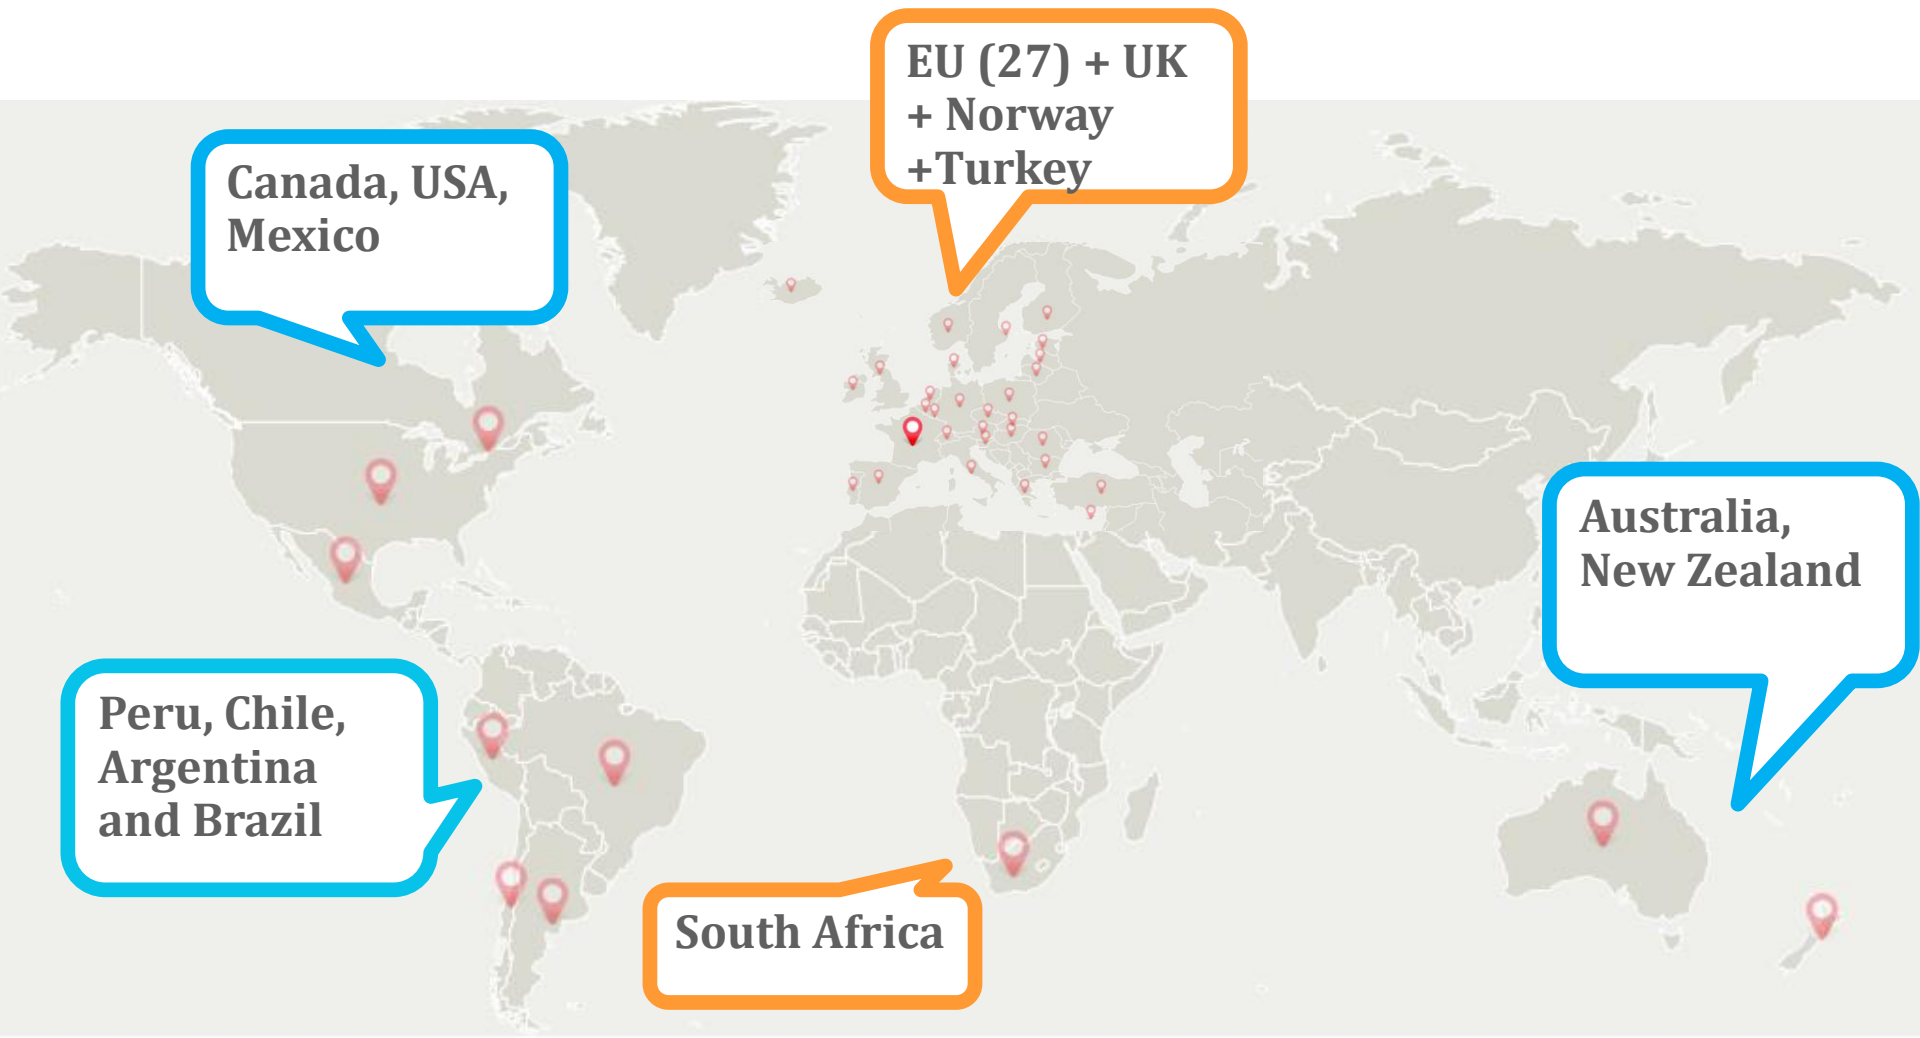 EU (27) + UK
+ Norway
+Turkey
Canada, USA,
Mexico
Australia,
New Zealand
Peru, Chile,
Argentina
and Brazil
South Africa